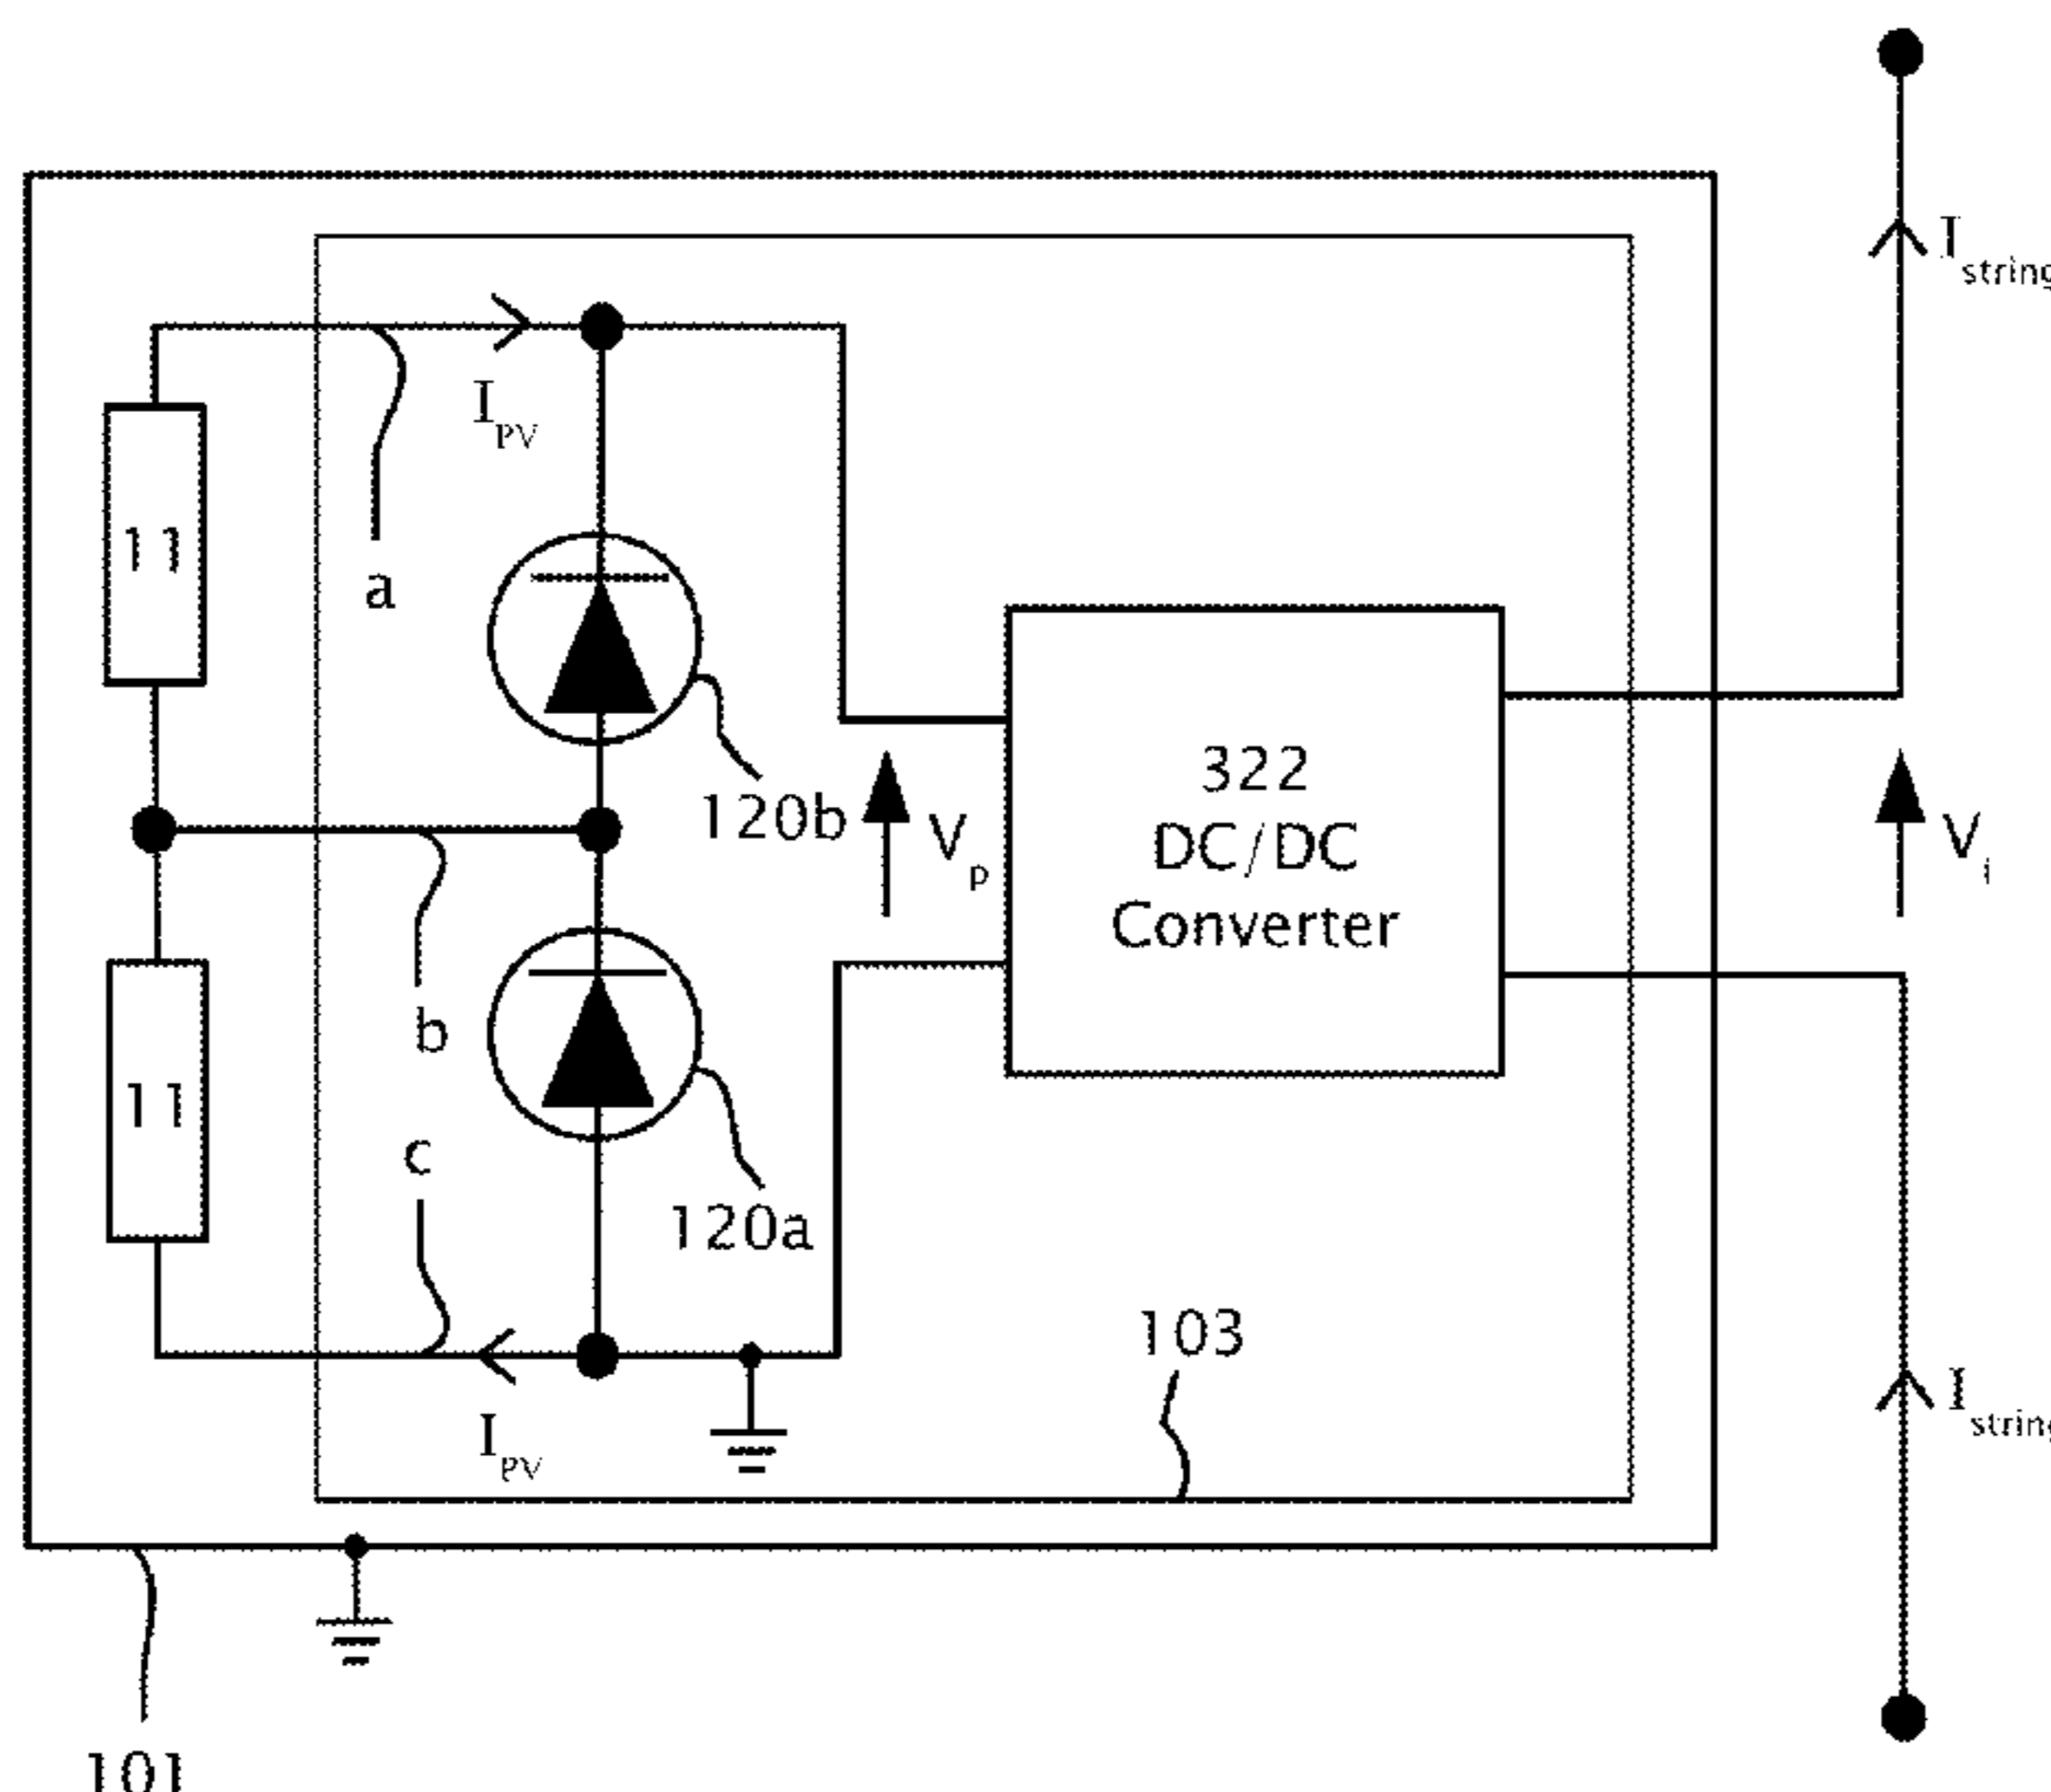 I string
I PV
11
a
120b
322
DC/DC
Converter
V p
V i
b
11
c
120a
103
I string
I PV
101